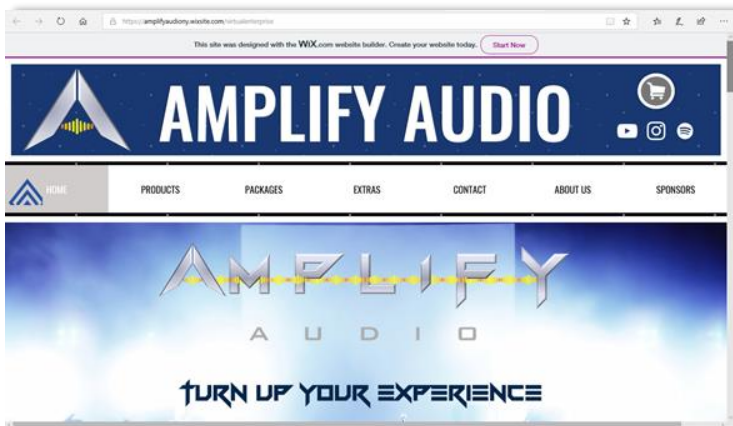 https://amplifyaudiony.wixsite.com/virtualenterprise
This site was designed with the WiX.com website builder. Create your website today. Start Now
AMPLIFY AUDIO
HOME PRODUCTS PACKAGES EXTRAS CONTACT ABOUT US SPONSORS
AMPLIFY
AUDIO
TURN UP YOUR EXPERIENCE